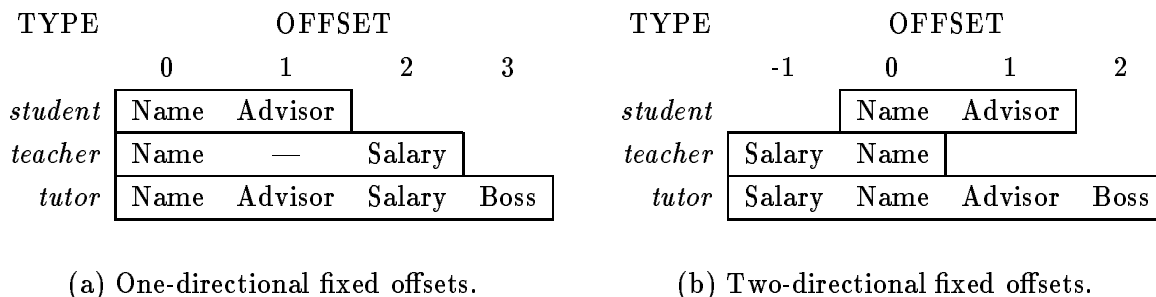 TYPE OFFSET TYPE OFFSET
0 1 2 3 -1 0 1 2
student Name Advisor student Name Advisor
teacher Name — Salary teacher Salary Name
tutor Name Advisor Salary Boss tutor Salary Name Advisor Boss
(a) One-directional fixed offsets. (b) Two-directional fixed offsets.